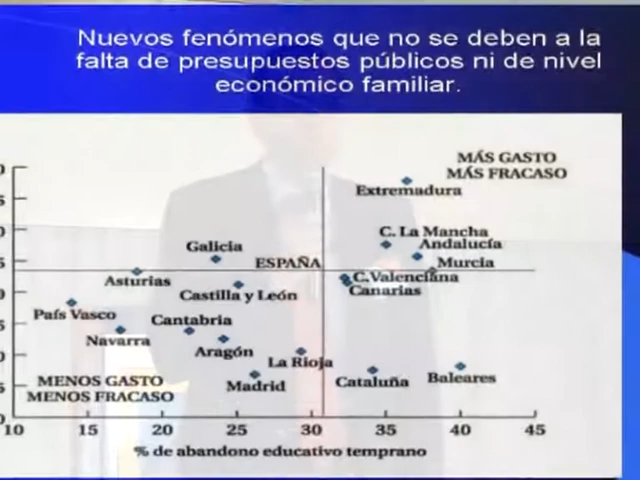 Nuevos fenómenos que no se deben a la
falta de presupuestos públicos ni de nivel
económico familiar.
MÁS GASTO
MÁS FRACASO
Extremadura
C. La Mancha
Andalucía
Galicia
ESPAÑA
Murcia
C.Valenciana
Asturias
Canarias
Castilla y León
País Vasco
Cantabria
Navarra
Aragón
La Rioja
Madrid
Cataluña
Baleares
MENOS GASTO
MENOS FRACASO
10 15 20 25 30 35 40 45
% de abandono educativo temprano